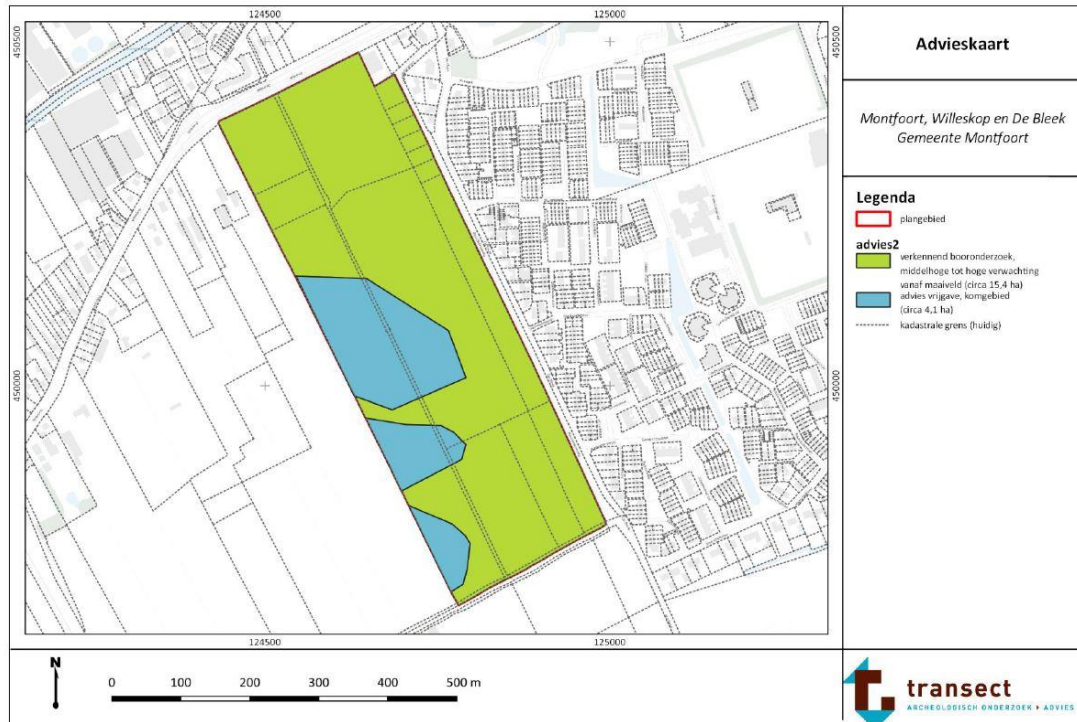 124500
125000
450500
450500
450000
450000
124500
125000
Advieskaart
Montfoort, Willeskop en De Bleek
Gemeente Montfoort
Legenda
plangebied
advies2
verkennend booronderzoek,
middelhoge tot hoge verwachting
vanaf maaiveld (circa 15,4 ha)
advies vrijgave, komgebied
(circa 4,1 ha)
kadastrale grens (huidig)
N
0 100 200 300 400 500 m
transect
ARCHEOLOGISCH ONDERZOEK ▸ ADVIES